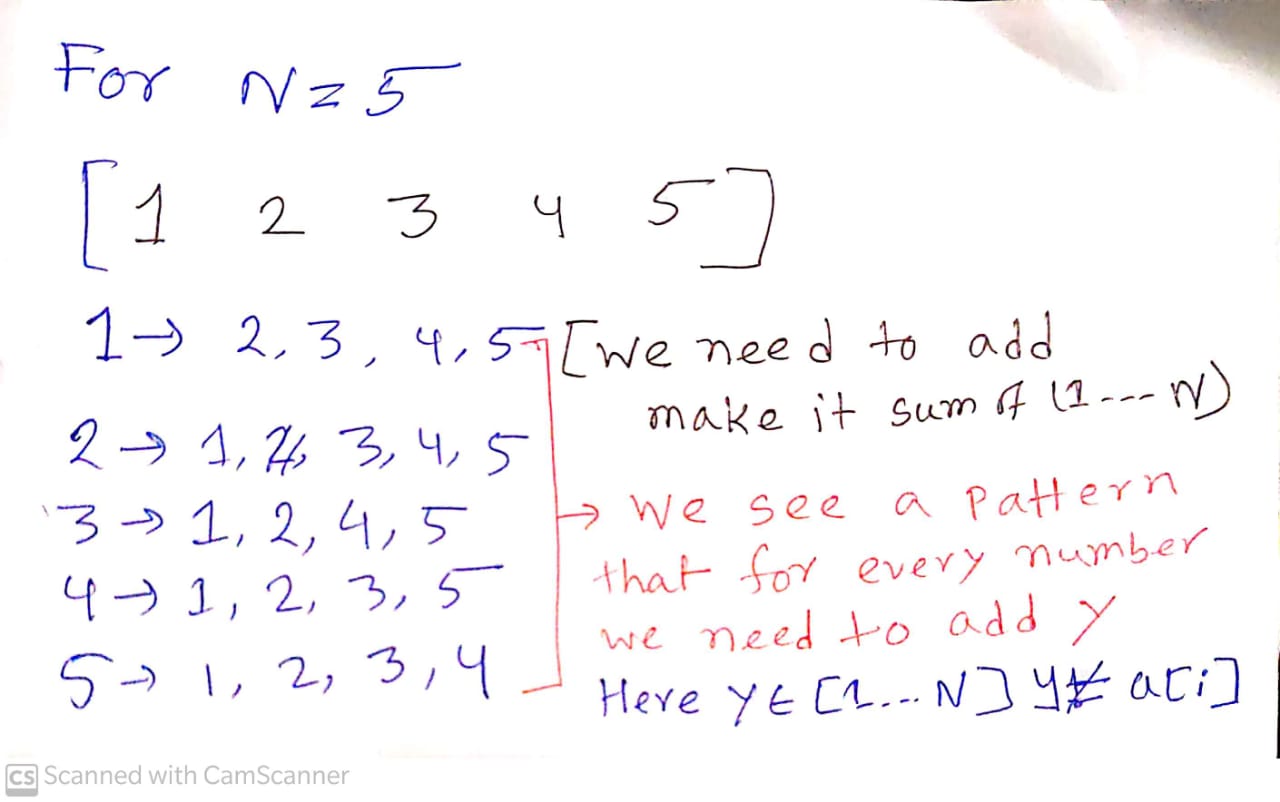 For N=5
[1 2 3 4 5]
1→ 2, 3, 4, 5 [we need to add
make it sum of (1---N)
2→ 1, 3, 4, 5
3→ 1, 2, 4, 5
→ we see a pattern
that for every number
4→ 1, 2, 3, 5
we need to add y
5→ 1, 2, 3, 4
Here y ∈ [1...N] y ≠ a[i]
CS Scanned with CamScanner